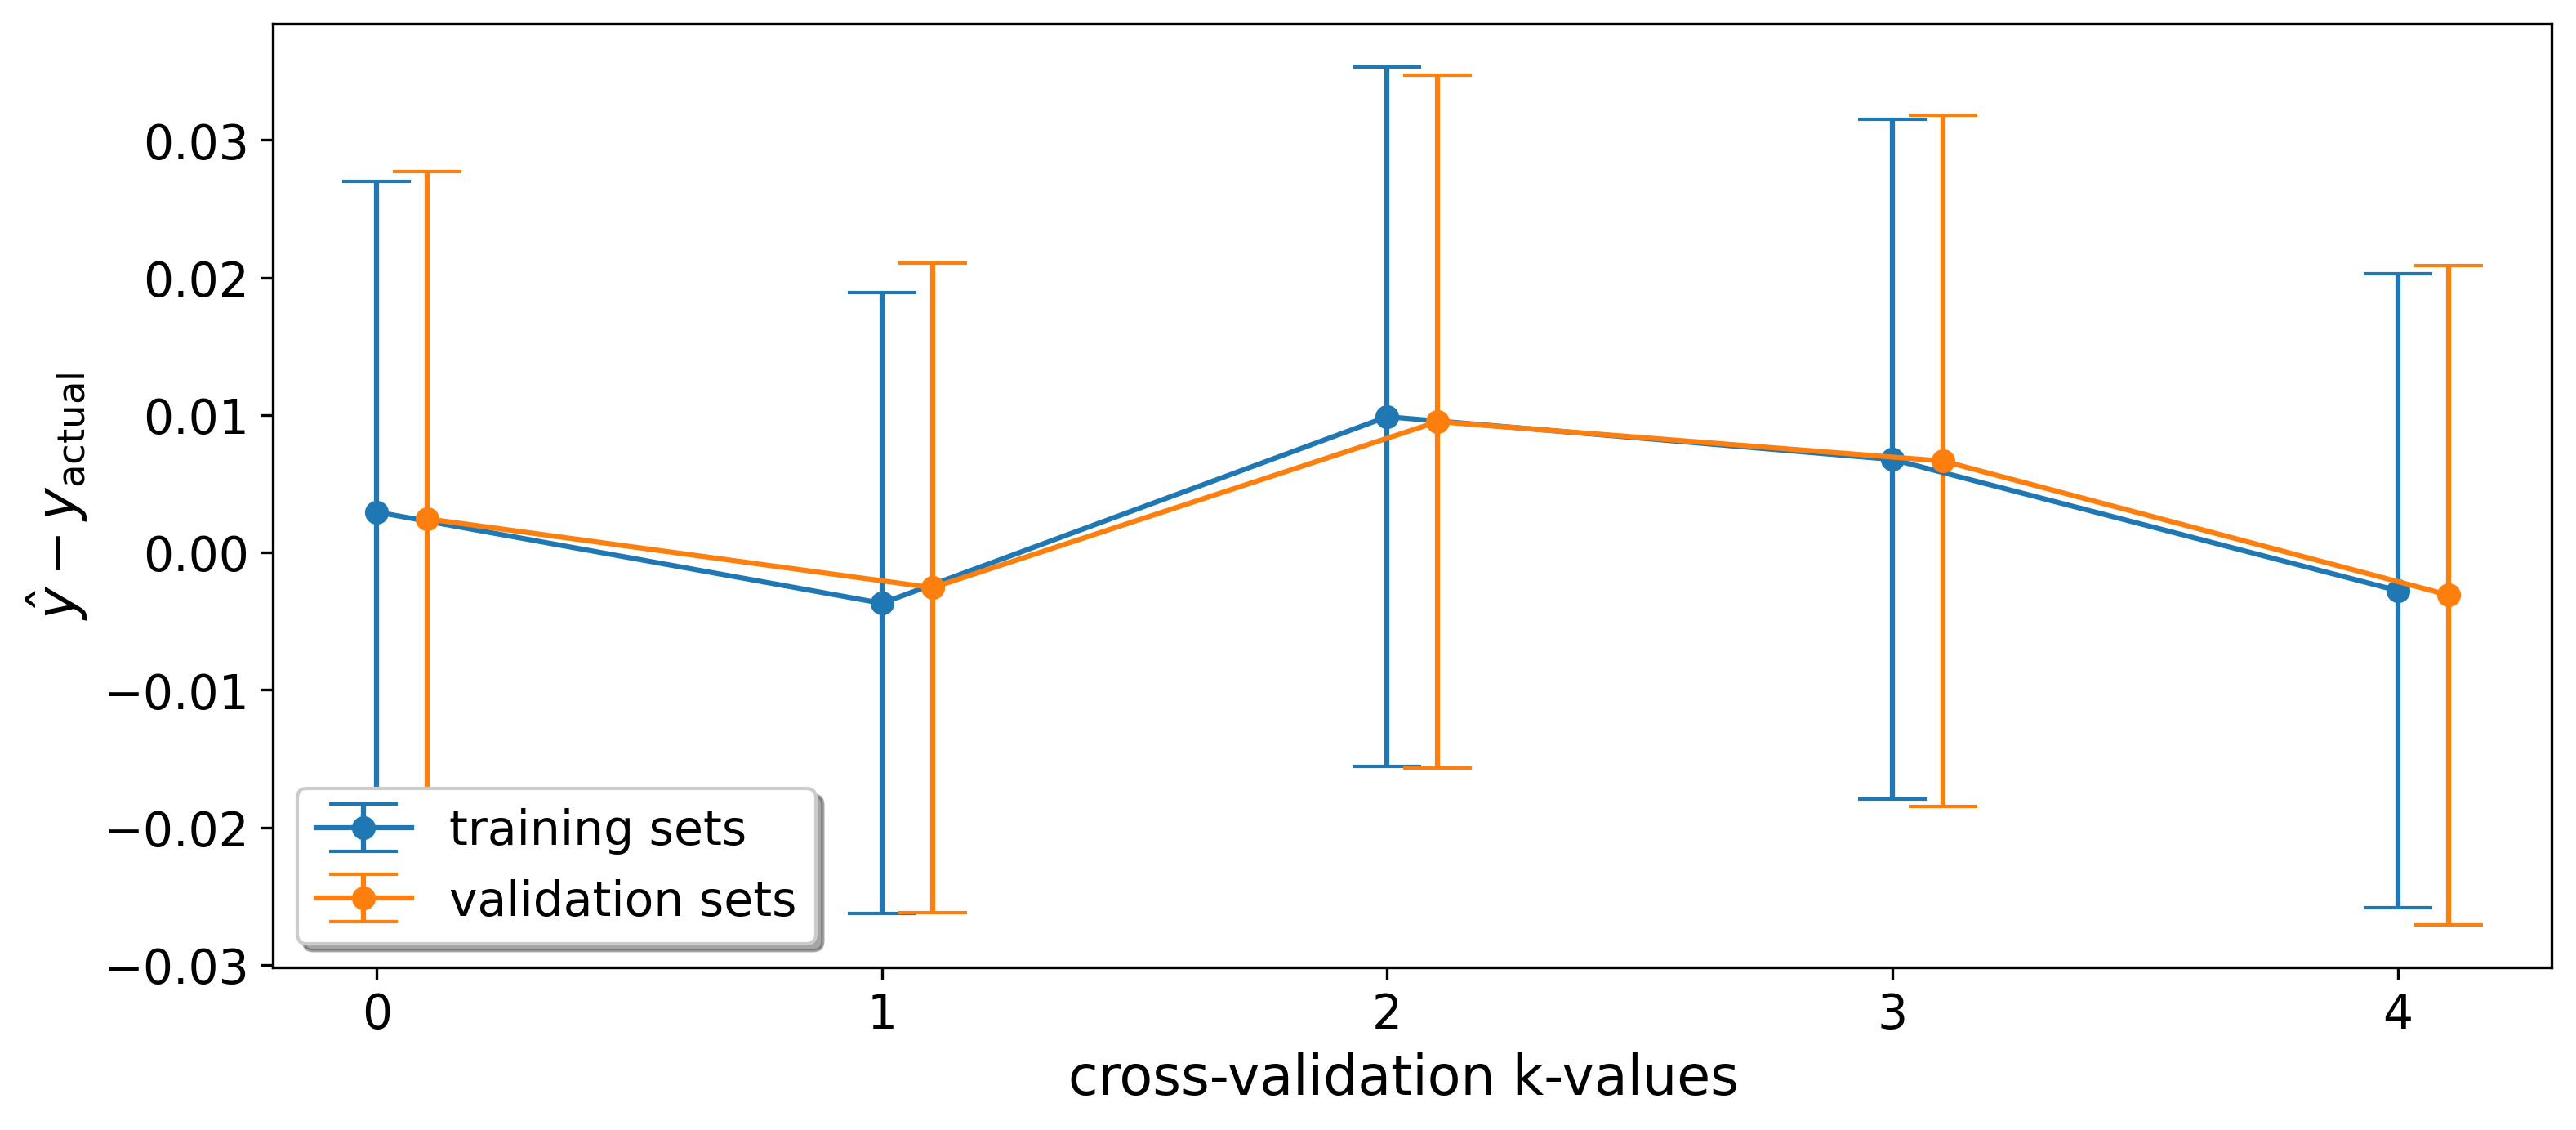 ŷ − y actual
0.03
0.02
0.01
0.00
−0.01
−0.02
−0.03
training sets
validation sets
0 1 2 3 4
cross-validation k-values